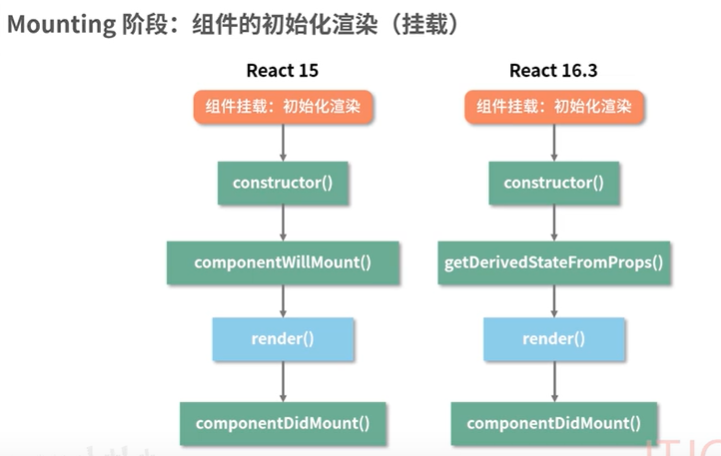 Mounting 阶段：组件的初始化渲染（挂载）
React 15
React 16.3
组件挂载：初始化渲染
组件挂载：初始化渲染
constructor()
constructor()
componentWillMount()
getDerivedStateFromProps()
render()
render()
componentDidMount()
componentDidMount()